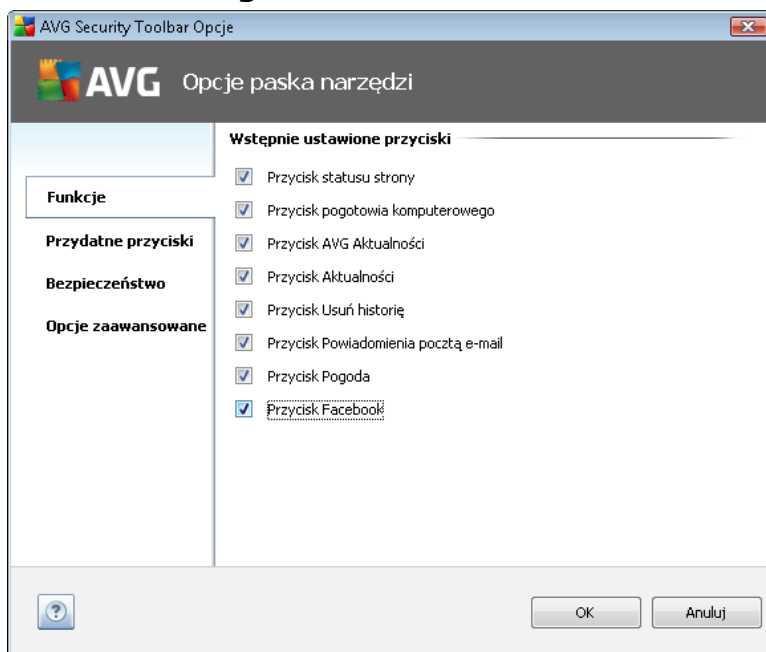 AVG Security Toolbar Opcje
AVG Opcje paska narzędzi
Wstępnie ustawione przyciski
Funkcje
Przydatne przyciski
Bezpieczeństwo
Opcje zaawansowane
Przycisk statusu strony
Przycisk pogotowia komputerowego
Przycisk AVG Aktualności
Przycisk Aktualności
Przycisk Usuń historię
Przycisk Powiadomienia pocztą e-mail
Przycisk Pogoda
Przycisk Facebook
?
OK
Anuluj